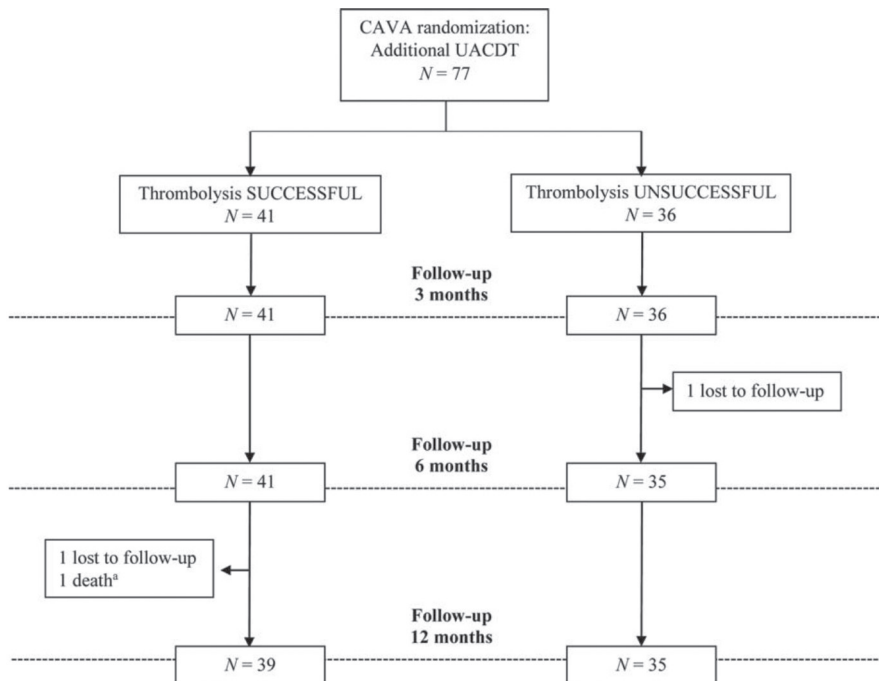 CAVA randomization:
Additional UACDT
N = 77
Thrombolysis SUCCESSFUL
N = 41
Thrombolysis UNSUCCESSFUL
N = 36
Follow-up
3 months
N = 41
N = 36
1 lost to follow-up
Follow-up
6 months
N = 41
N = 35
1 lost to follow-up
1 deathᵃ
Follow-up
12 months
N = 39
N = 35